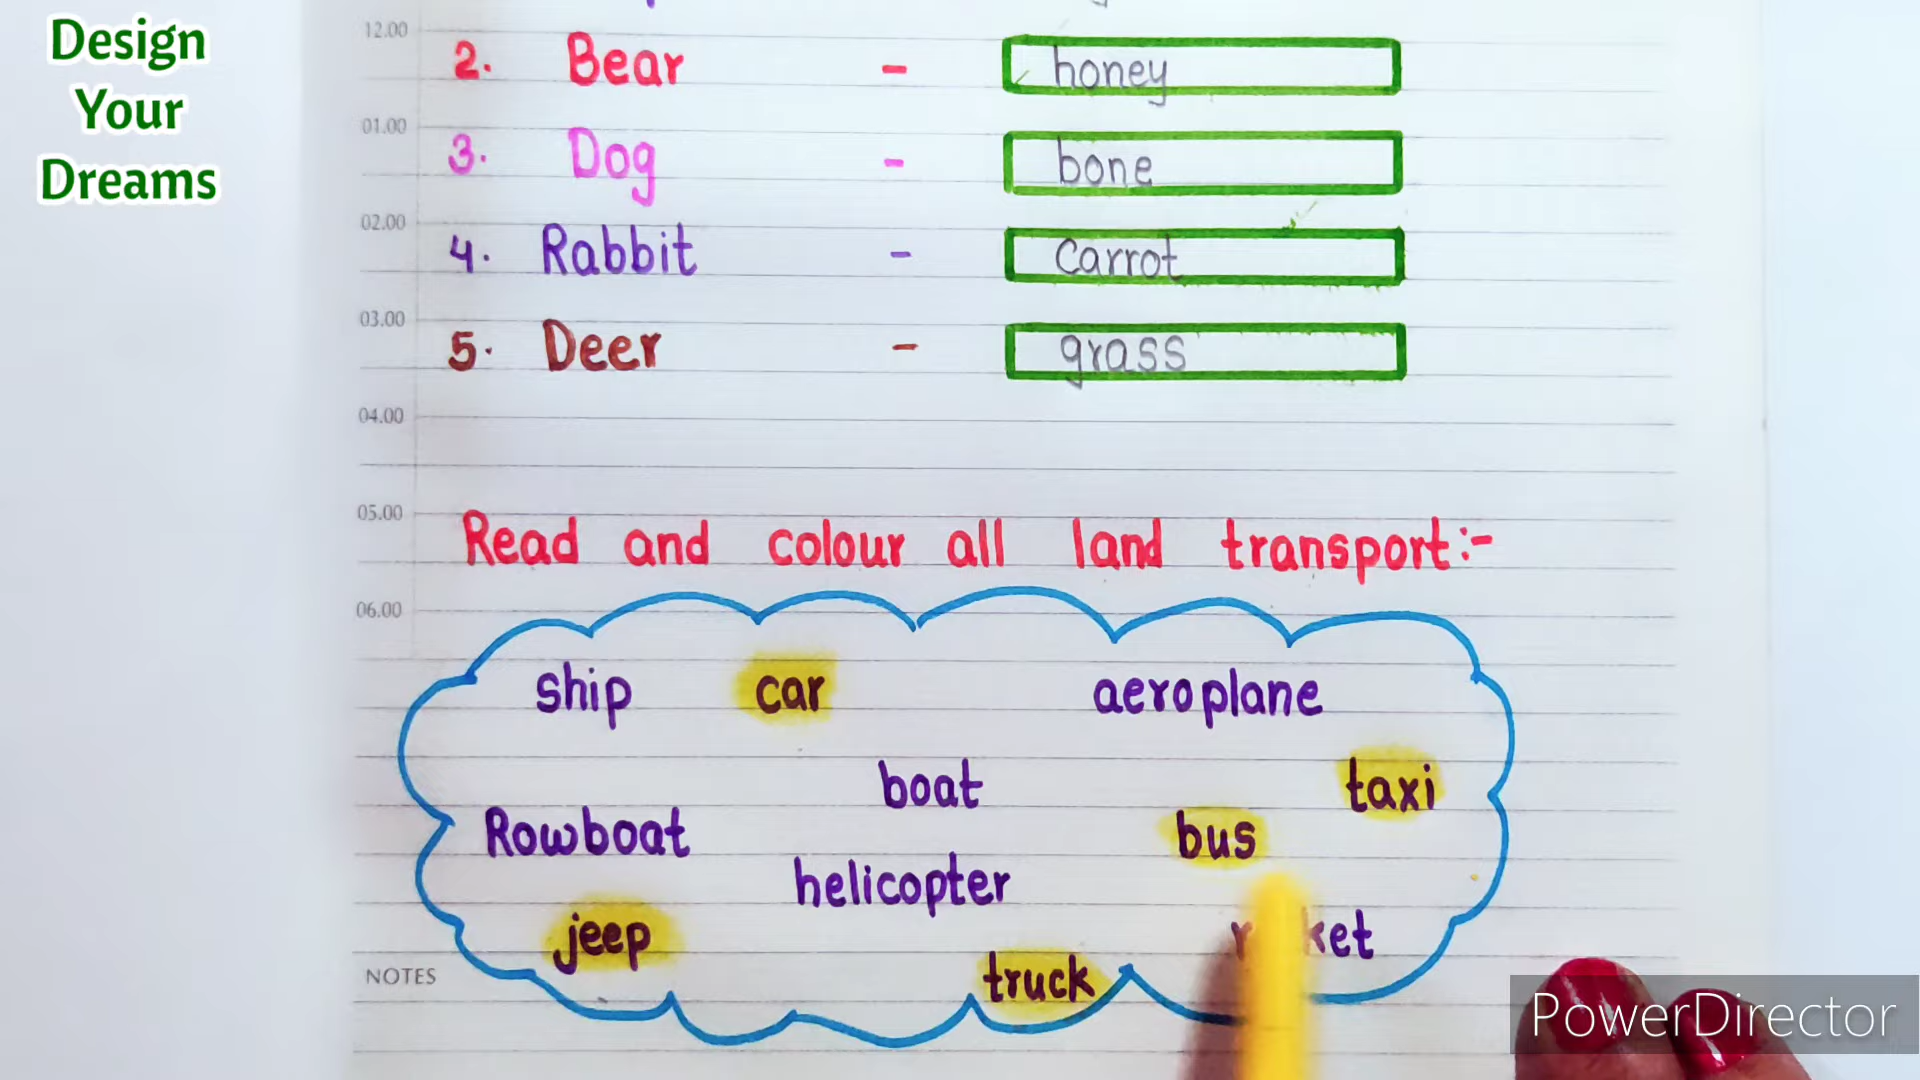 Design
Your
Dreams
12.00
2. Bear - honey
01.00
3. Dog - bone
02.00
4. Rabbit - carrot
03.00
5. Deer - grass
04.00
05.00
Read and colour all land transport:-
06.00
ship car aeroplane
boat taxi
Rowboat bus
helicopter
jeep
truck
NOTES
PowerDirector